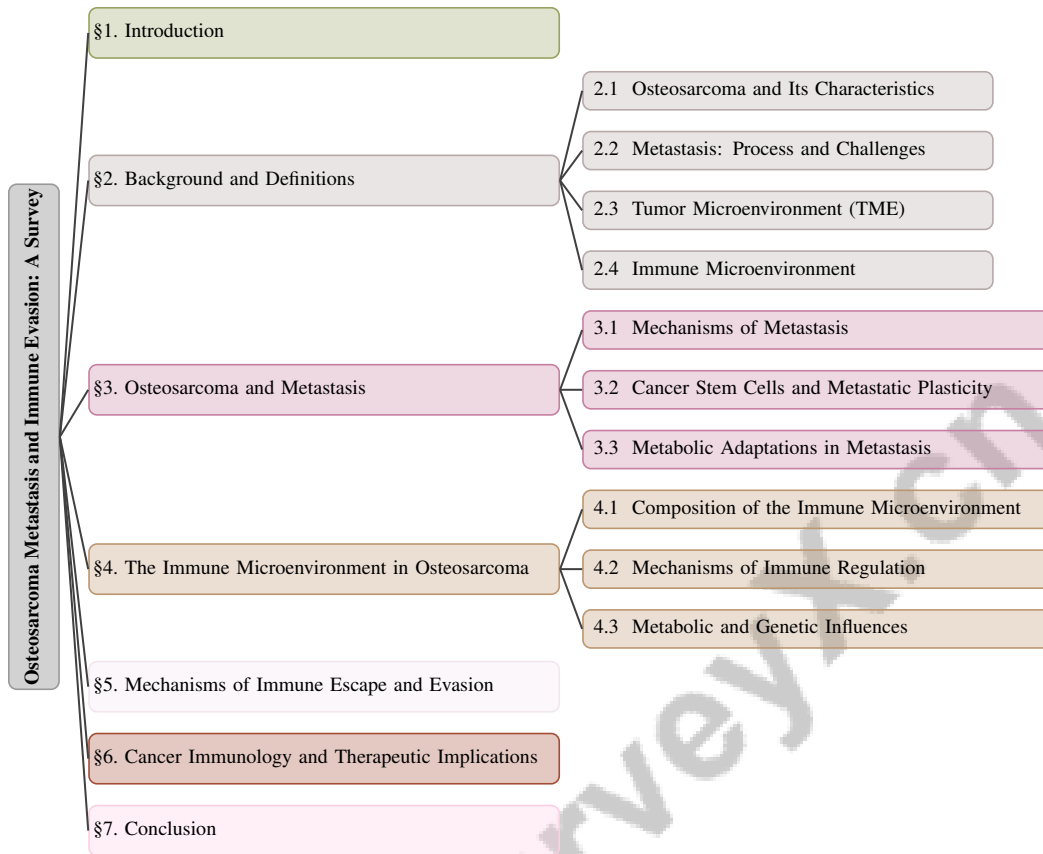 Osteosarcoma Metastasis and Immune Evasion: A Survey
§1. Introduction
§2. Background and Definitions
2.1 Osteosarcoma and Its Characteristics
2.2 Metastasis: Process and Challenges
2.3 Tumor Microenvironment (TME)
2.4 Immune Microenvironment
§3. Osteosarcoma and Metastasis
3.1 Mechanisms of Metastasis
3.2 Cancer Stem Cells and Metastatic Plasticity
3.3 Metabolic Adaptations in Metastasis
§4. The Immune Microenvironment in Osteosarcoma
4.1 Composition of the Immune Microenvironment
4.2 Mechanisms of Immune Regulation
4.3 Metabolic and Genetic Influences
§5. Mechanisms of Immune Escape and Evasion
§6. Cancer Immunology and Therapeutic Implications
§7. Conclusion
rveyX.cn